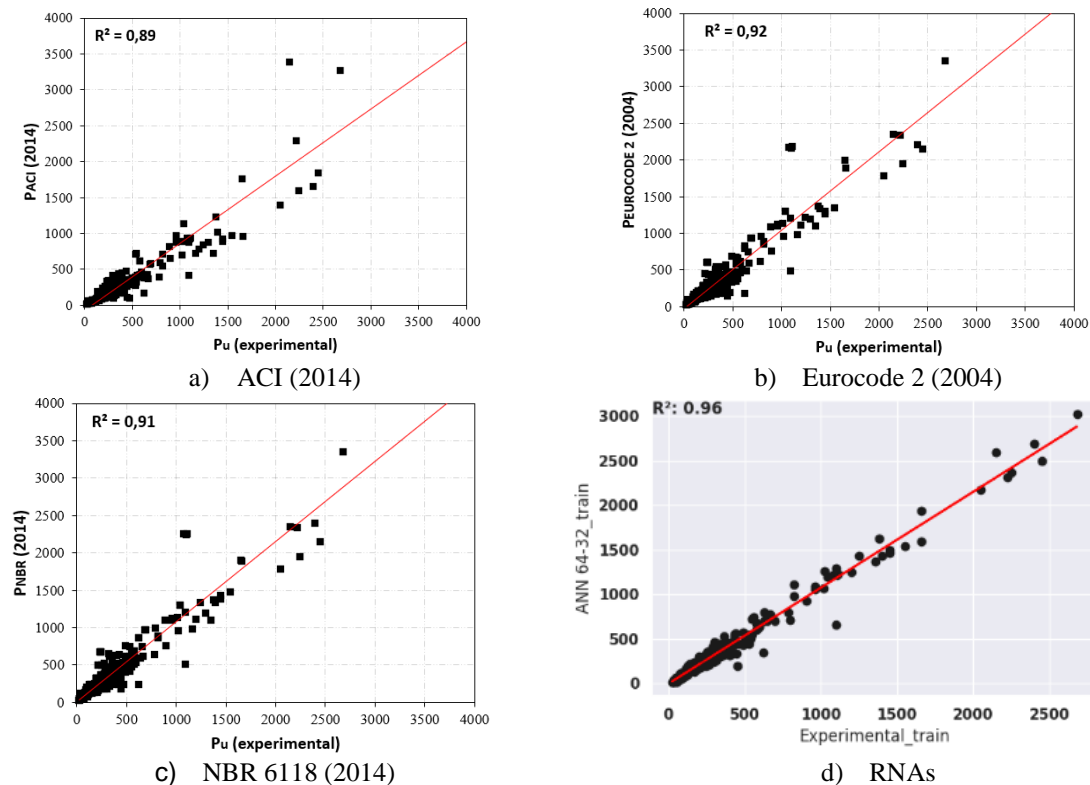 4000
3500
3000
2500
2000
1500
1000
500
0
R² = 0,89
PACI (2014)
0 500 1000 1500 2000 2500 3000 3500 4000
Pu (experimental)
a) ACI (2014)
4000
3500
3000
2500
2000
1500
1000
500
0
R² = 0,92
PEUROCODE 2 (2004)
0 500 1000 1500 2000 2500 3000 3500 4000
Pu (experimental)
b) Eurocode 2 (2004)
4000
3500
3000
2500
2000
1500
1000
500
0
R² = 0,91
PNBR (2014)
0 500 1000 1500 2000 2500 3000 3500 4000
Pu (experimental)
c) NBR 6118 (2014)
R²: 0.96
3000
2500
2000
1500
1000
500
0
ANN 64-32_train
0 500 1000 1500 2000 2500
Experimental_train
d) RNAs